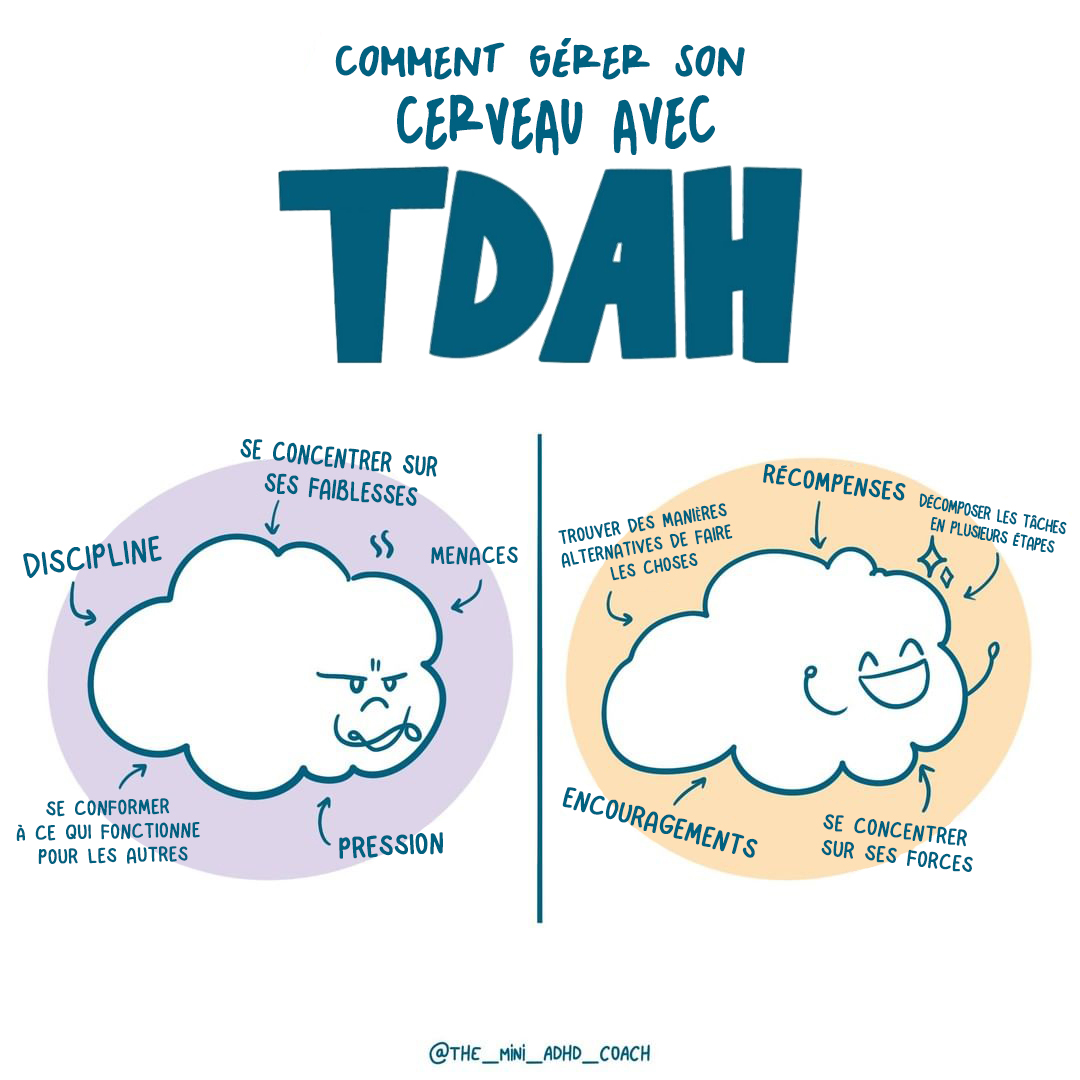 COMMENT GÉRER SON
CERVEAU AVEC
TDAH
SE CONCENTRER SUR
SES FAIBLESSES
DISCIPLINE
MENACES
SE CONFORMER
À CE QUI FONCTIONNE
POUR LES AUTRES
PRESSION
RÉCOMPENSES
TROUVER DES MANIÈRES
ALTERNATIVES DE FAIRE
LES CHOSES
DÉCOMPOSER LES TÂCHES
EN PLUSIEURS ÉTAPES
ENCOURAGEMENTS
SE CONCENTRER
SUR SES FORCES
@THE_MINI_ADHD_COACH